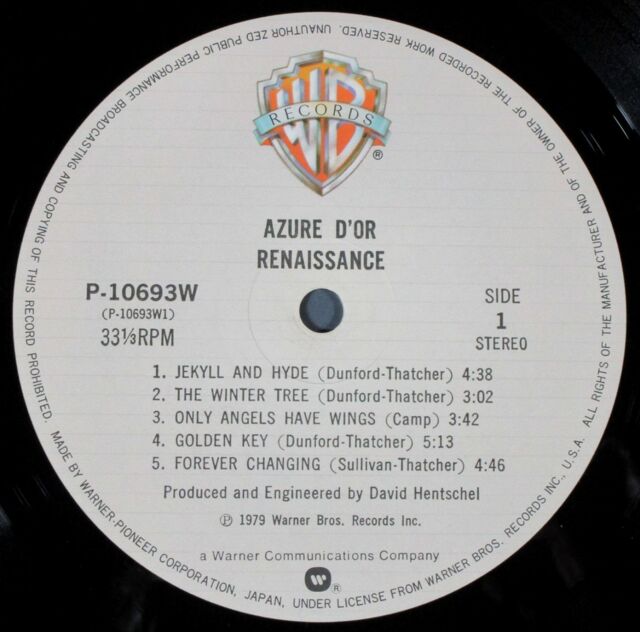 WB
RECORDS
®
AZURE D'OR
RENAISSANCE
P-10693W
(P-10693W1)
33⅓RPM
SIDE
1
STEREO
1. JEKYLL AND HYDE (Dunford-Thatcher) 4:38
2. THE WINTER TREE (Dunford-Thatcher) 3:02
3. ONLY ANGELS HAVE WINGS (Camp) 3:42
4. GOLDEN KEY (Dunford-Thatcher) 5:13
5. FOREVER CHANGING (Sullivan-Thatcher) 4:46
Produced and Engineered by David Hentschel
℗ 1979 Warner Bros. Records Inc.
a Warner Communications Company
W®
MADE BY WARNER-PIONEER CORPORATION, JAPAN, UNDER LICENSE FROM WARNER BROS. RECORDS INC., U.S.A. ALL RIGHTS OF THE MANUFACTURER AND OF THE OWNER OF THE RECORDED WORK RESERVED. UNAUTHOR ZED PUBLIC PERFORMANCE BROADCASTING AND COPYING OF THIS RECORD PROHIBITED.